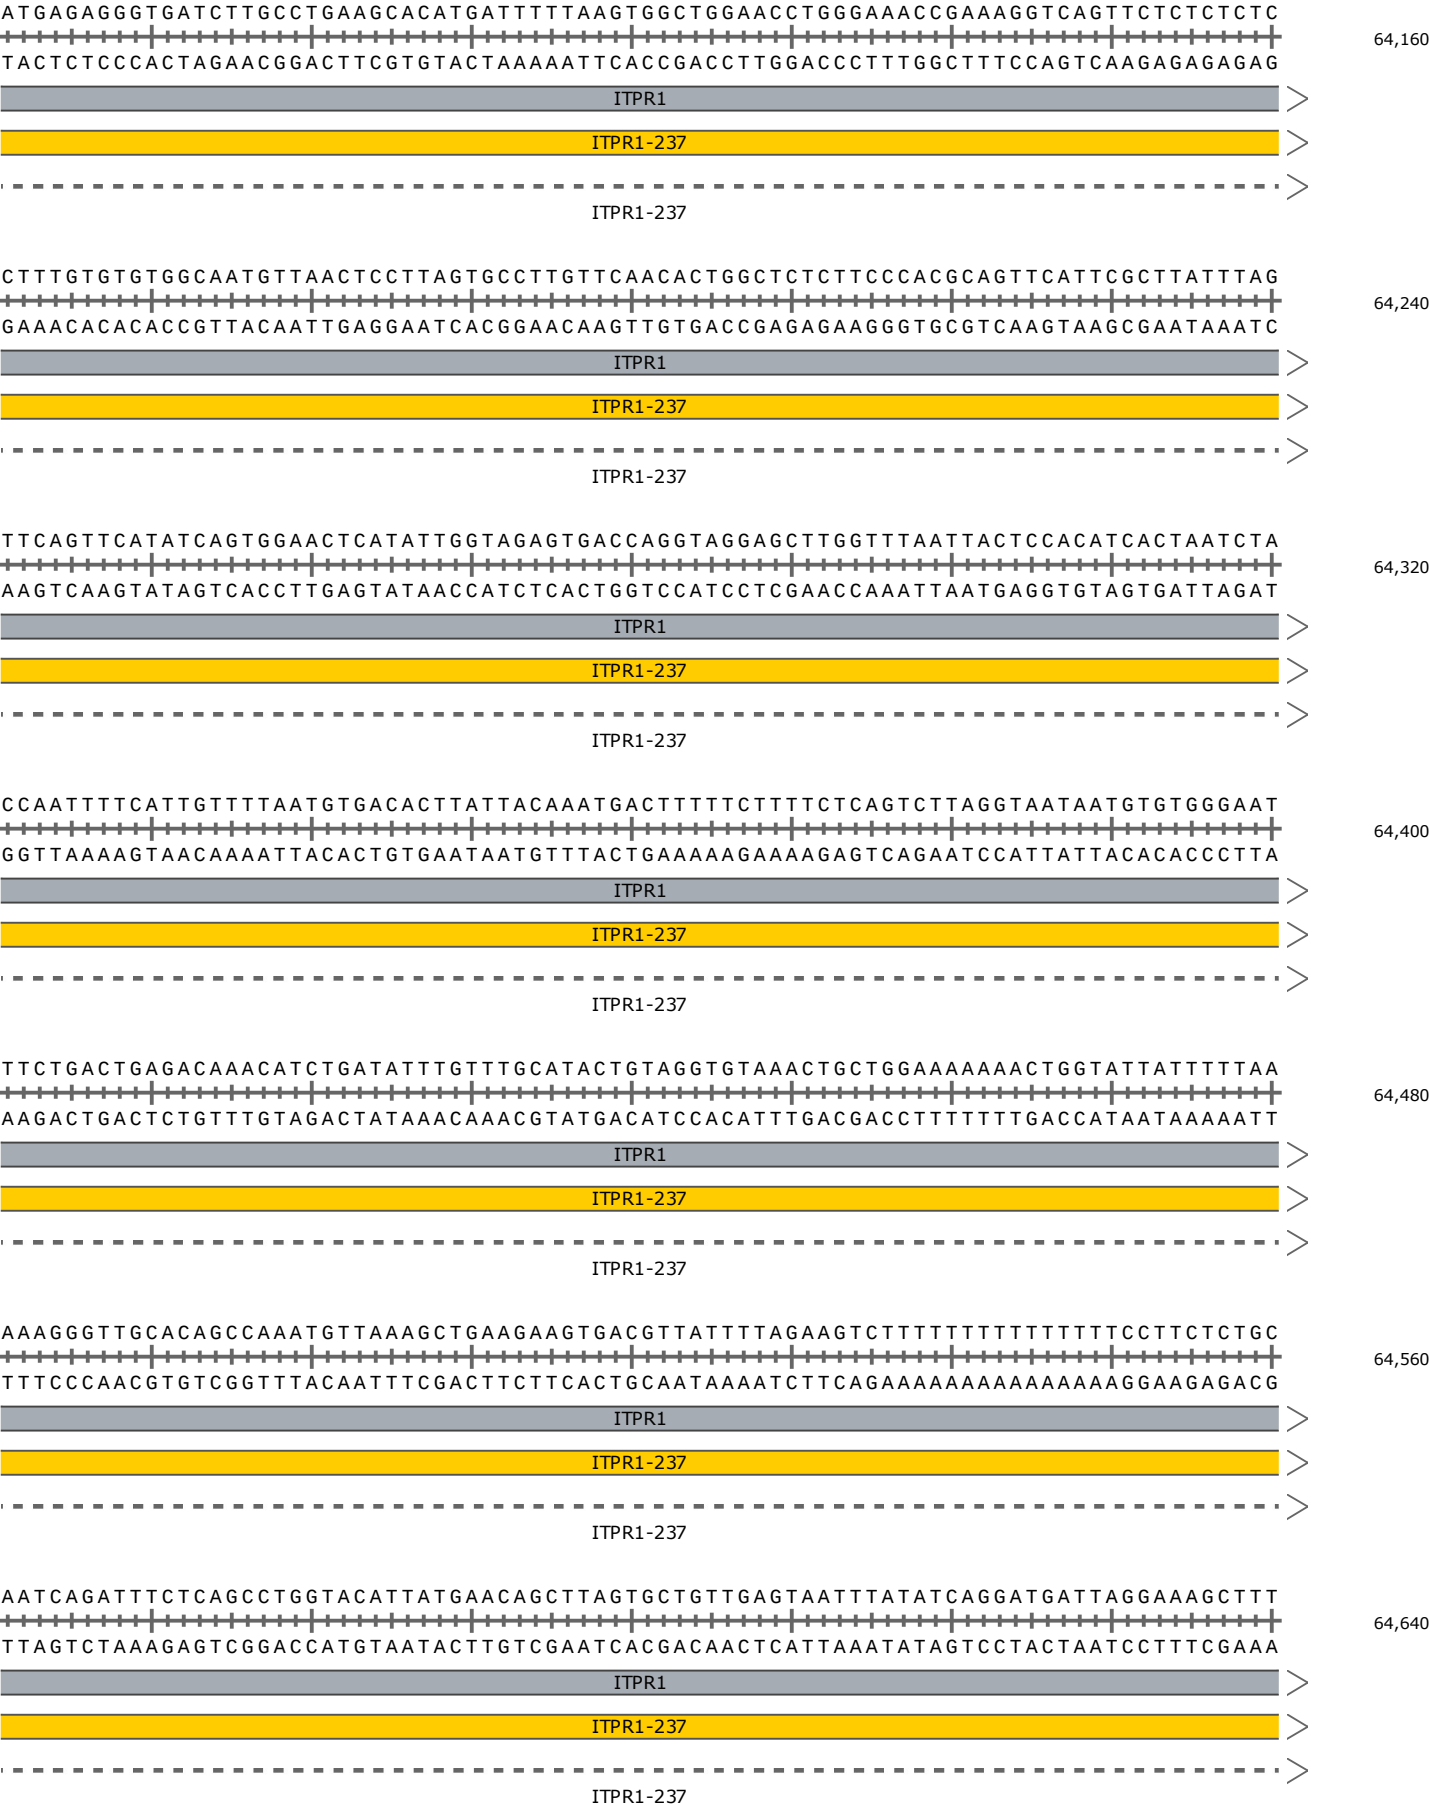 ATGAGAGGGTGATCTTGCCTGAAGCACATGATTTTTAAGTGGCTGGAACCTGGGAAACCGAAAGGTCAGTTCTCTCTCTC
64,160
TACTCTCCCACTAGAACGGACTTCGTGTACTAAAAATTCACCGACCTTGGACCCTTTGGCTTTCCAGTCAAGAGAGAGAG
ITPR1
ITPR1-237
ITPR1-237
CTTTGTGTGTGGCAATGTTAACTCCTTAGTGCCTTGTTCAACACTGGCTCTCTTCCCACGCAGTTCATTCGCTTATTTAG
64,240
GAAACACACACCGTTACAATTGAGGAATCACGGAACAAGTTGTGACCGAGAGAAGGGTGCGTCAAGTAAGCGAATAAATC
ITPR1
ITPR1-237
ITPR1-237
TTCAGTTCATATCAGTGGAACTCATATTGGTAGAGTGACCAGGTAGGAGCTTGGTTTAATTACTCCACATCACTAATCTA
64,320
AAGTCAAGTATAGTCACCTTGAGTATAACCATCTCACTGGTCCATCCTCGAACCAAATTAATGAGGTGTAGTGATTAGAT
ITPR1
ITPR1-237
ITPR1-237
CCAATTTTCATTGTTTTAATGTGACACTTATTACAAATGACTTTTTCTTTTCTCAGTCTTAGGTAATAATGTGTGGGAAT
64,400
GGTTAAAAGTAACAAAATTACACTGTGAATAATGTTTACTGAAAAAGAAAAGAGTCAGAATCCATTATTACACACCCTTA
ITPR1
ITPR1-237
ITPR1-237
TTCTGACTGAGACAAACATCTGATATTTGTTTGCATACTGTAGGTGTAAACTGCTGGAAAAAAACTGGTATTATTTTTAA
64,480
AAGACTGACTCTGTTTGTAGACTATAAACAAACGTATGACATCCACATTTGACGACCTTTTTTTGACCATAATAAAAATT
ITPR1
ITPR1-237
ITPR1-237
AAAGGGTTGCACAGCCAAATGTTAAAGCTGAAGAAGTGACGTTATTTTAGAAGTCTTTTTTTTTTTTTTTCCTTCTCTGC
64,560
TTTCCCAACGTGTCGGTTTACAATTTCGACTTCTTCACTGCAATAAAATCTTCAGAAAAAAAAAAAAAAAGGAAGAGACG
ITPR1
ITPR1-237
ITPR1-237
AATCAGATTTCTCAGCCTGGTACATTATGAACAGCTTAGTGCTGTTGAGTAATTTATATCAGGATGATTAGGAAAGCTTT
64,640
TTAGTCTAAAGAGTCGGACCATGTAATACTTGTCGAATCACGACAACTCATTAAATATAGTCCTACTAATCCTTTCGAAA
ITPR1
ITPR1-237
ITPR1-237